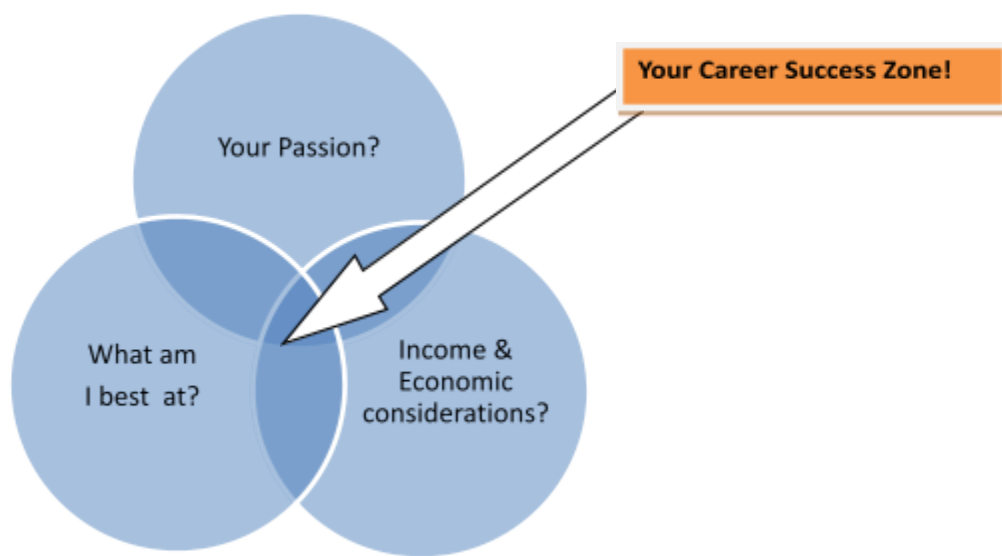 Your Career Success Zone!
Your Passion?
What am
I best at?
Income &
Economic
considerations?